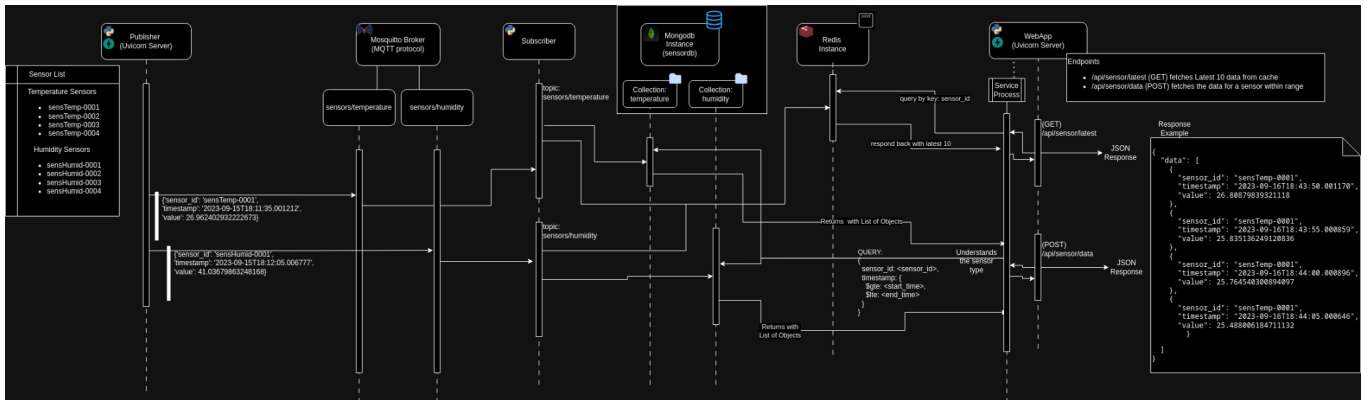 Publisher
(Uvicorn Server)
Mosquitto Broker
(MQTT protocol)
Subscriber
Mongodb
Instance
(sensordb)
Redis
Instance
WebApp
(Uvicorn Server)
Sensor List
Temperature Sensors
sensTemp-0001
sensTemp-0002
sensTemp-0003
sensTemp-0004
Humidity Sensors
sensHumid-0001
sensHumid-0002
sensHumid-0003
sensHumid-0004
sensors/temperature
sensors/humidity
topic:
sensors/temperature
Collection:
temperature
Collection:
humidity
Endpoints
/api/sensor/latest (GET) fetches Latest 10 data from cache
/api/sensor/data (POST) fetches the data for a sensor within range
Service
Process
query by key: sensor_id
respond back with latest 10
(GET)
/api/sensor/latest
JSON
Response
{'sensor_id': 'sensTemp-0001',
'timestamp': '2023-09-15T18:11:35.001212',
'value': 26.962402932222673}
{'sensor_id': 'sensHumid-0001',
'timestamp': '2023-09-15T18:12:05.006777',
'value': 41.03679863248168}
topic:
sensors/humidity
Returns with List of Objects
QUERY:
{
sensor_id: <sensor_id>,
timestamp: {
$gte: <start_time>,
$lte: <end_time>
}
}
Understands
the sensor
type
(POST)
/api/sensor/data
JSON
Response
Returns with
List of Objects
Response
Example
{
"data": [
{
"sensor_id": "sensTemp-0001",
"timestamp": "2023-09-16T18:43:50.001170",
"value": 26.80879839321118
},
{
"sensor_id": "sensTemp-0001",
"timestamp": "2023-09-16T18:43:55.000859",
"value": 25.835136249120836
},
{
"sensor_id": "sensTemp-0001",
"timestamp": "2023-09-16T18:44:00.000896",
"value": 25.764540300894097
},
{
"sensor_id": "sensTemp-0001",
"timestamp": "2023-09-16T18:44:05.000646",
"value": 25.488006184711132
}
]
}